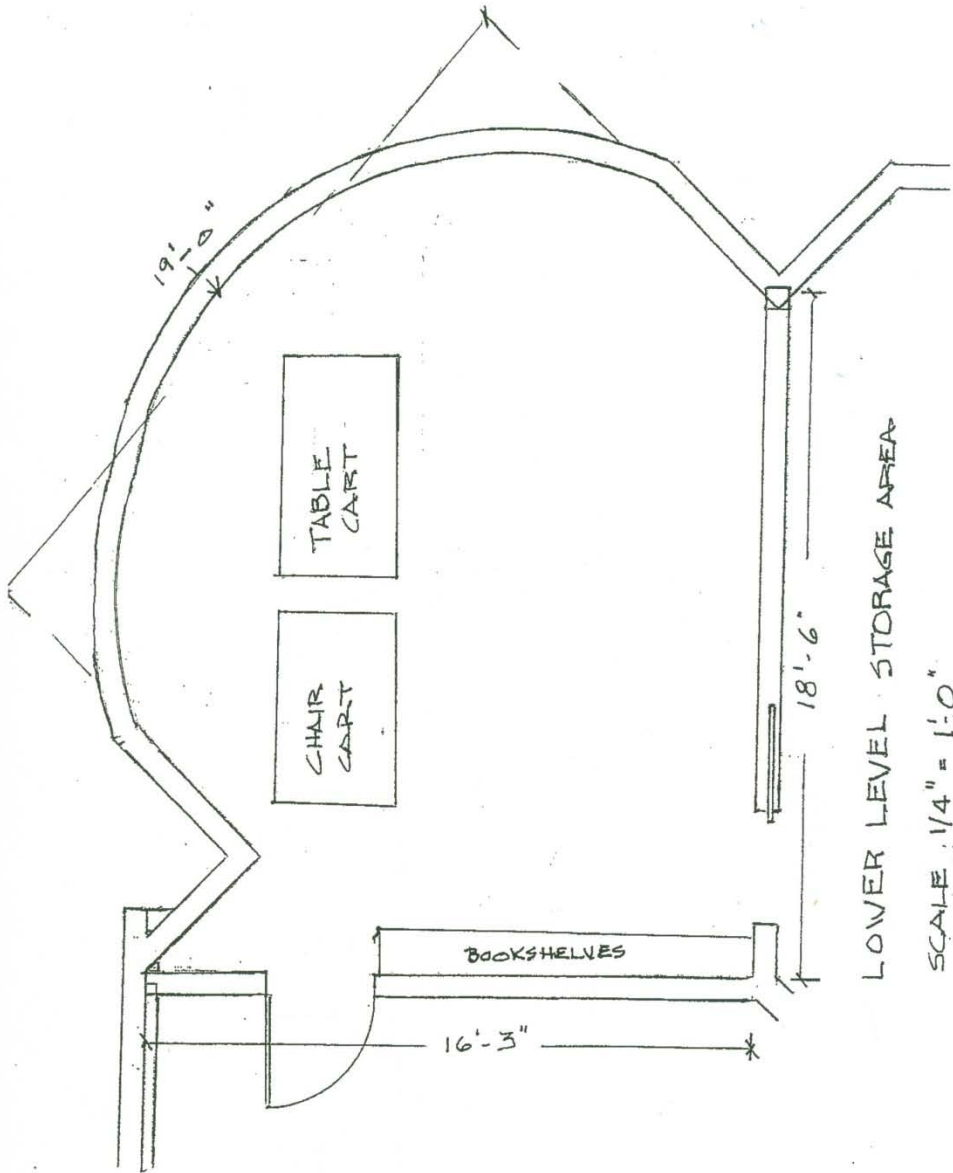 19'-0"
TABLE
CART
CHAIR
CART
BOOKSHELVES
16'-3"
18'-6"
LOWER LEVEL STORAGE AREA
SCALE 1/4" = 1'-0"